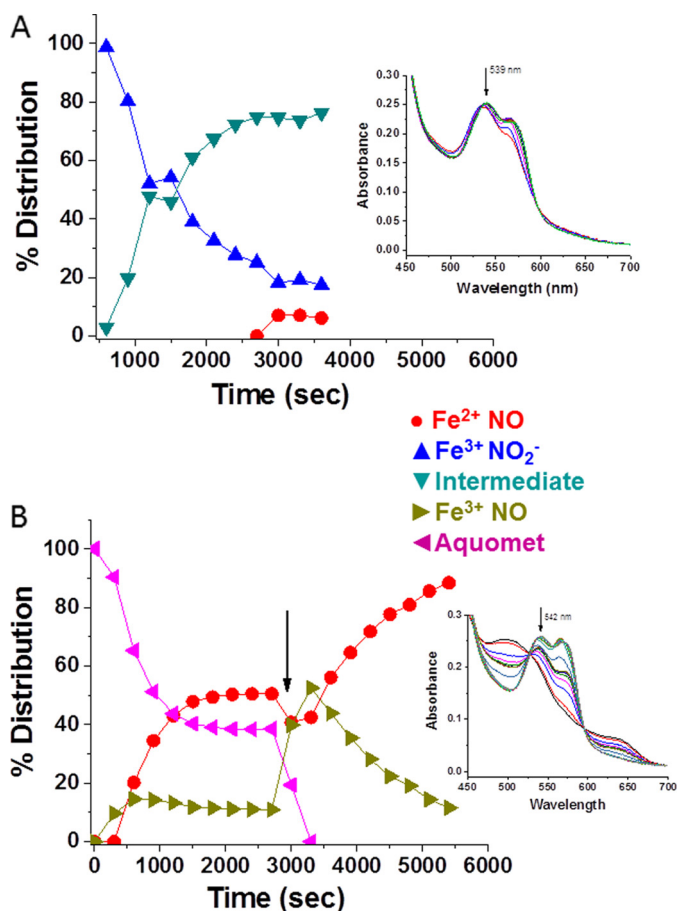 A
% Distribution
100
80
60
40
20
0
1000 2000 3000 4000 5000 6000
Time (sec)
539 nm
Absorbance
0.30
0.25
0.20
0.15
0.10
0.05
0.00
450 500 550 600 650 700
Wavelength (nm)
Fe²⁺ NO
Fe³⁺ NO₂⁻
Intermediate
Fe³⁺ NO
Aquomet
B
% Distribution
100
80
60
40
20
0
0 1000 2000 3000 4000 5000 6000
Time (sec)
542 nm
Absorbance
0.3
0.2
0.1
0.0
450 500 550 600 650 700
Wavelength